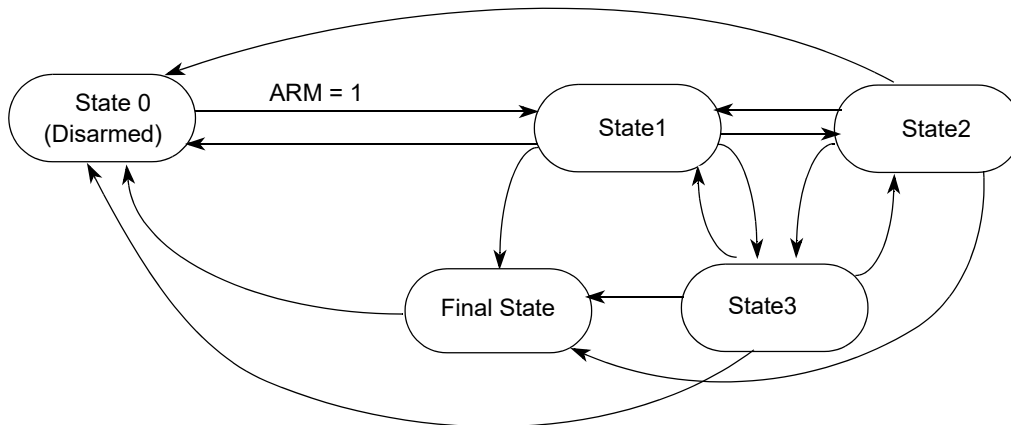 State 0
(Disarmed)
ARM = 1
State1
State2
Final State
State3